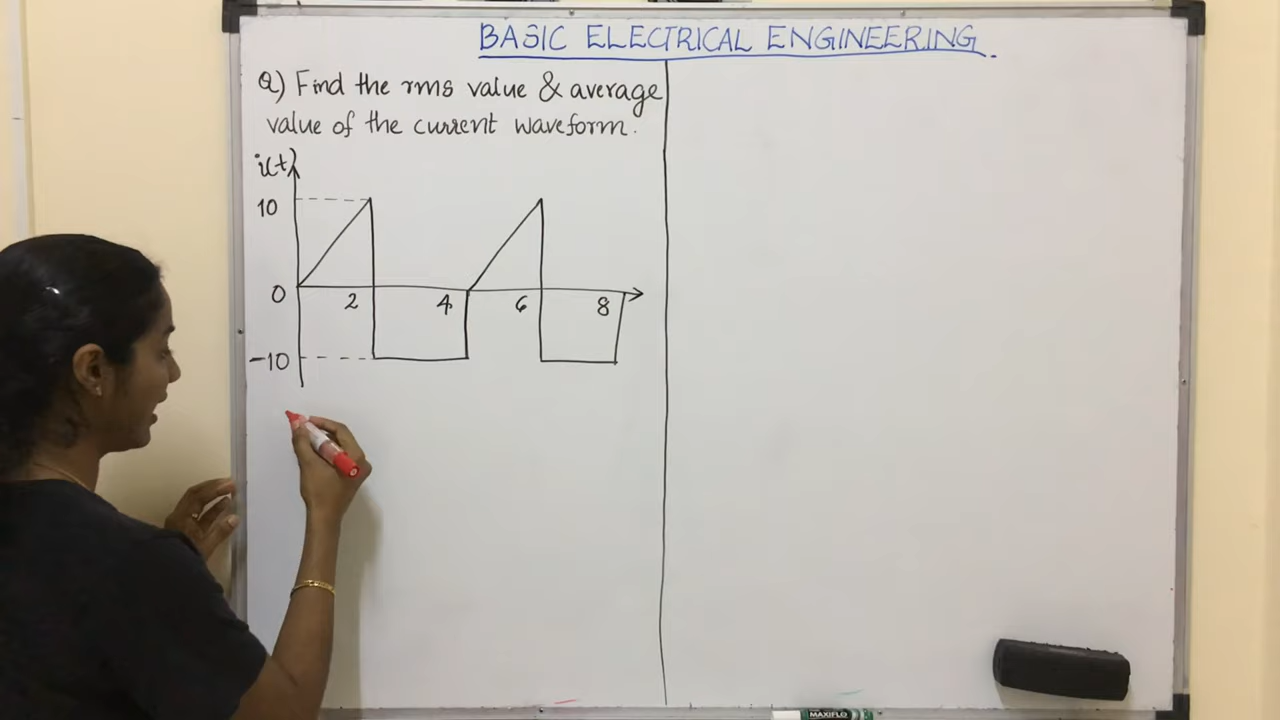 BASIC ELECTRICAL ENGINEERING.
Q) Find the rms value & average
value of the current waveform.
i(t)
10
0 2 4 6 8
-10
MAXIFLO